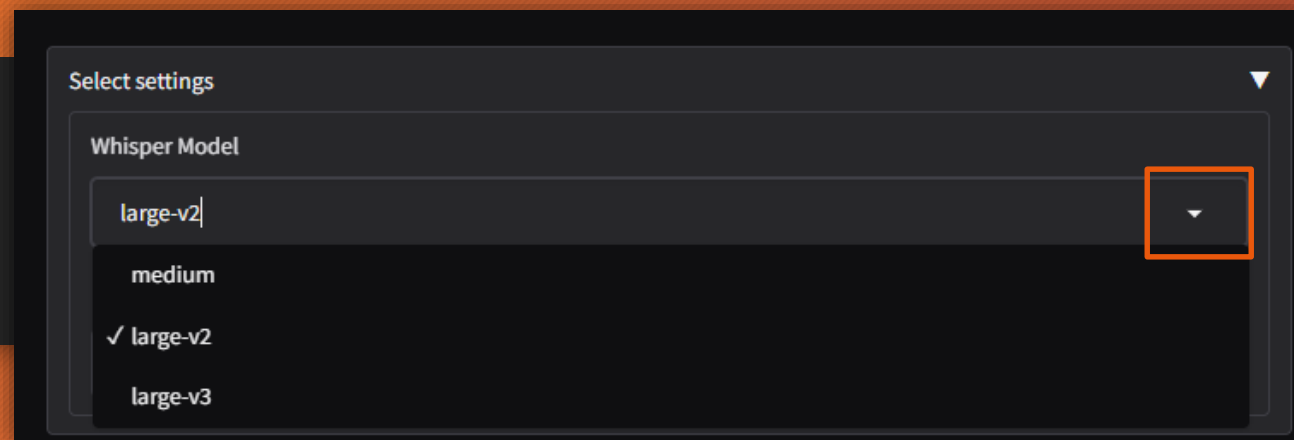 Select settings
Whisper Model
large-v2
medium
✓ large-v2
large-v3